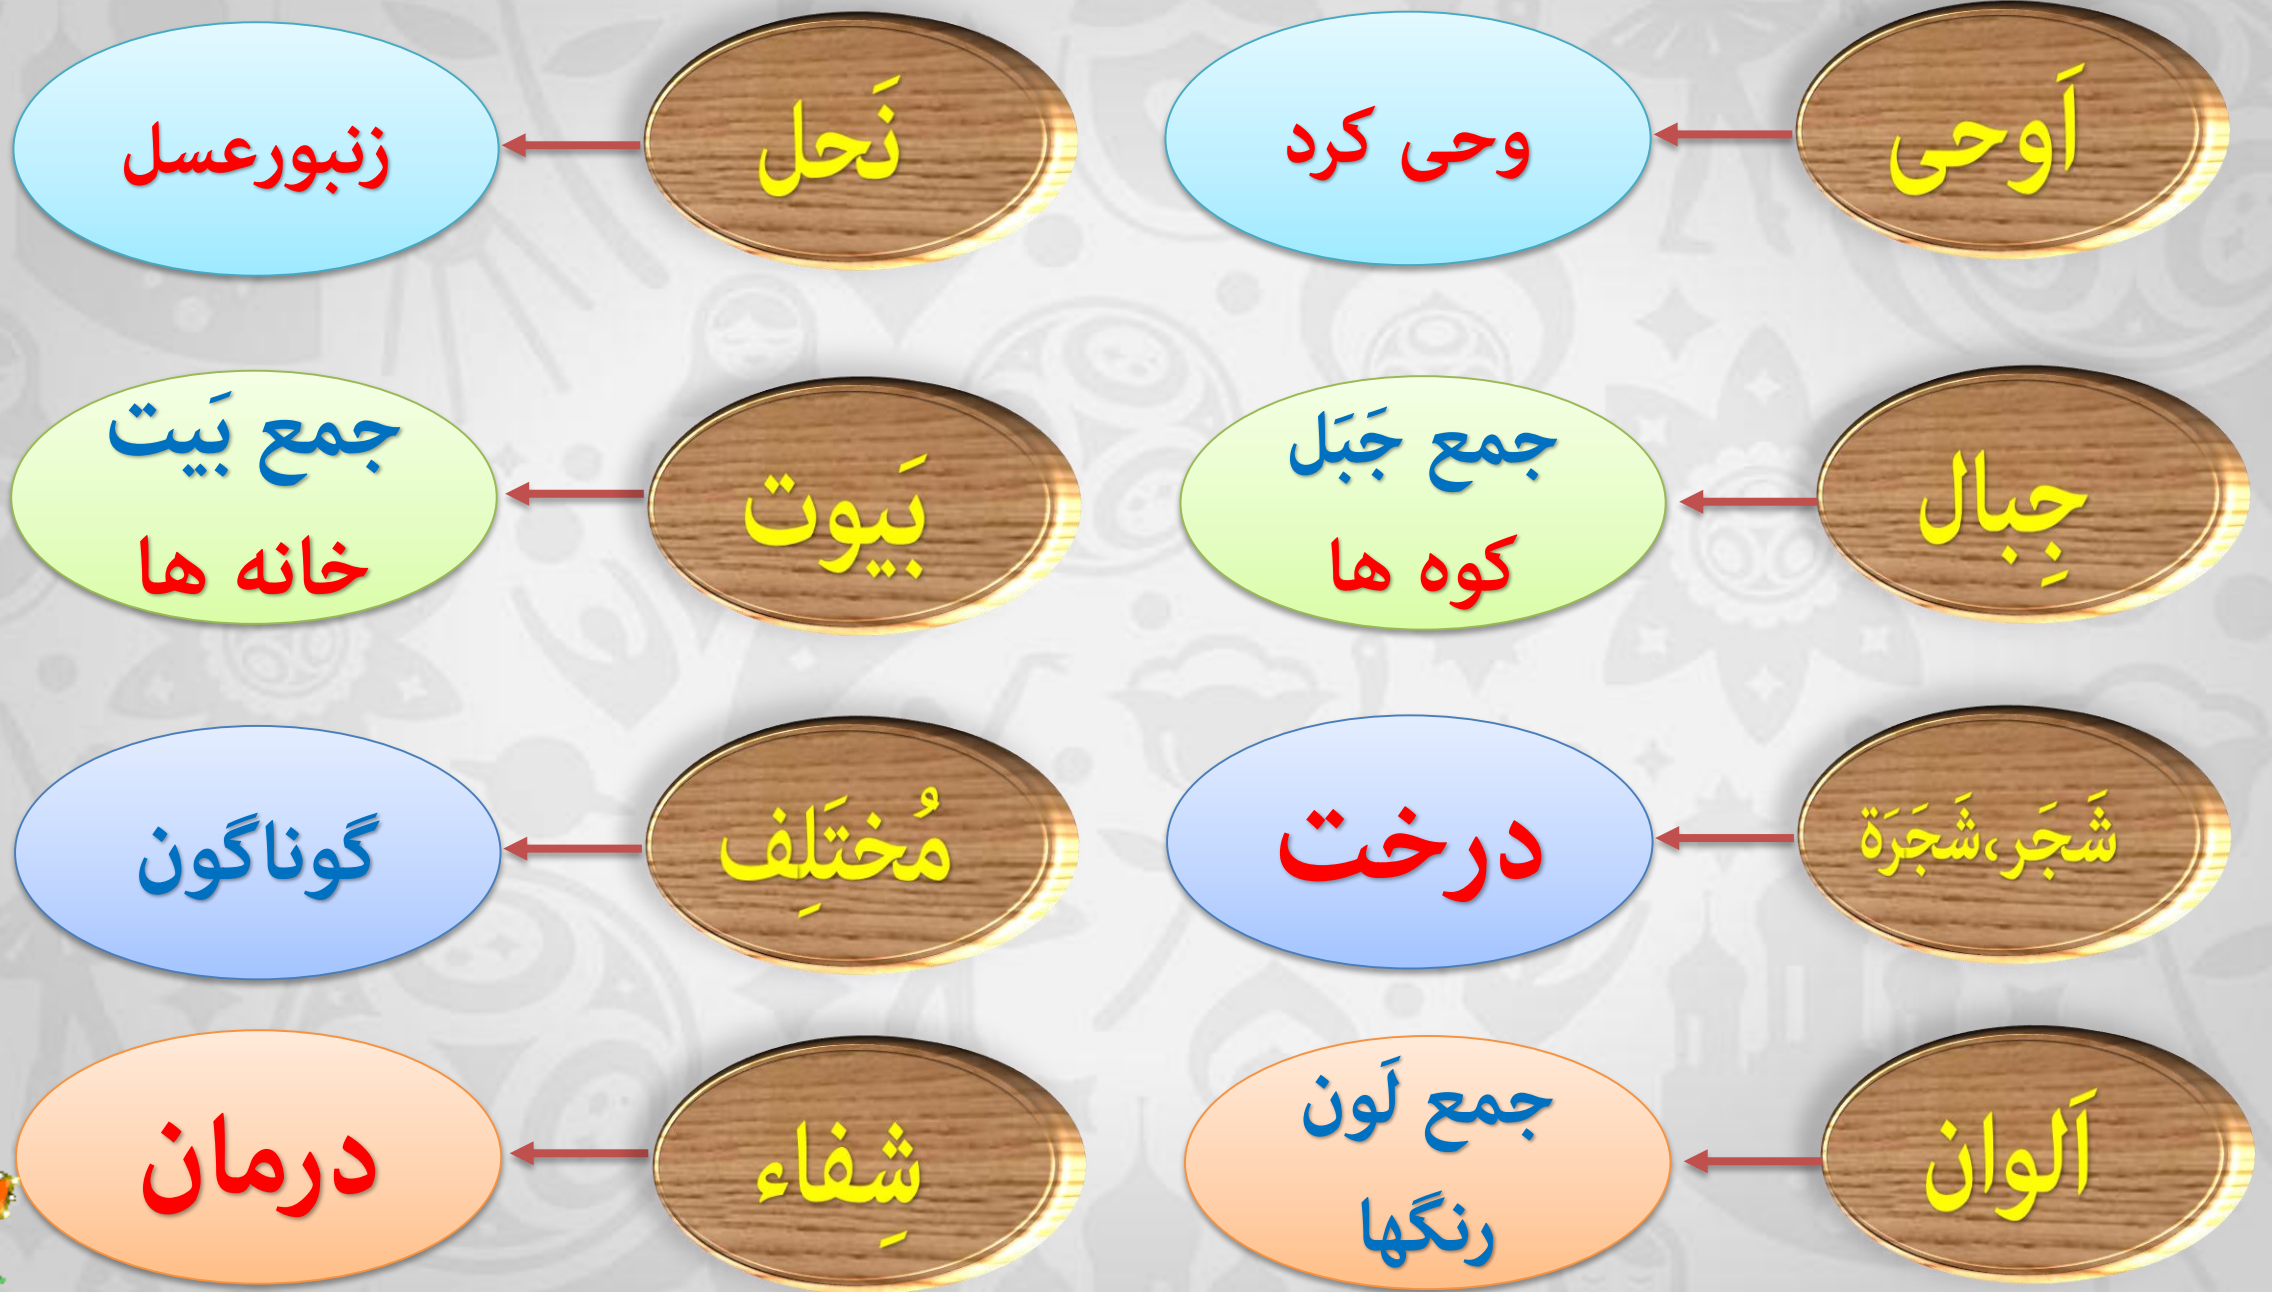 اَوحی
وحی کرد
نَحل
زنبورعسل
جِبال
جمع جَبَل
کوه ها
بَیوت
جمع بَیت
خانه ها
شَجَر،شَجَرَة
درخت
مُختَلِف
گوناگون
اَلوان
جمع لَون
رنگها
شِفاء
درمان